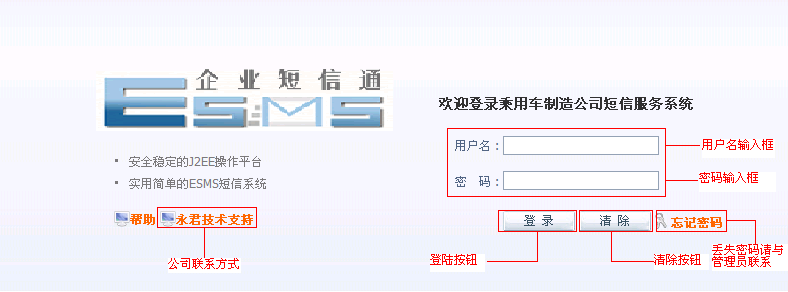 企业短信通
ESMS
欢迎登录乘用车制造公司短信服务系统
用户名：
用户名输入框
· 安全稳定的J2EE操作平台
· 实用简单的ESMS短信系统
密 码：
密码输入框
帮助
永君技术支持
登 录
清 除
忘记密码
公司联系方式
登陆按钮
清除按钮
丢失密码请与
管理员联系